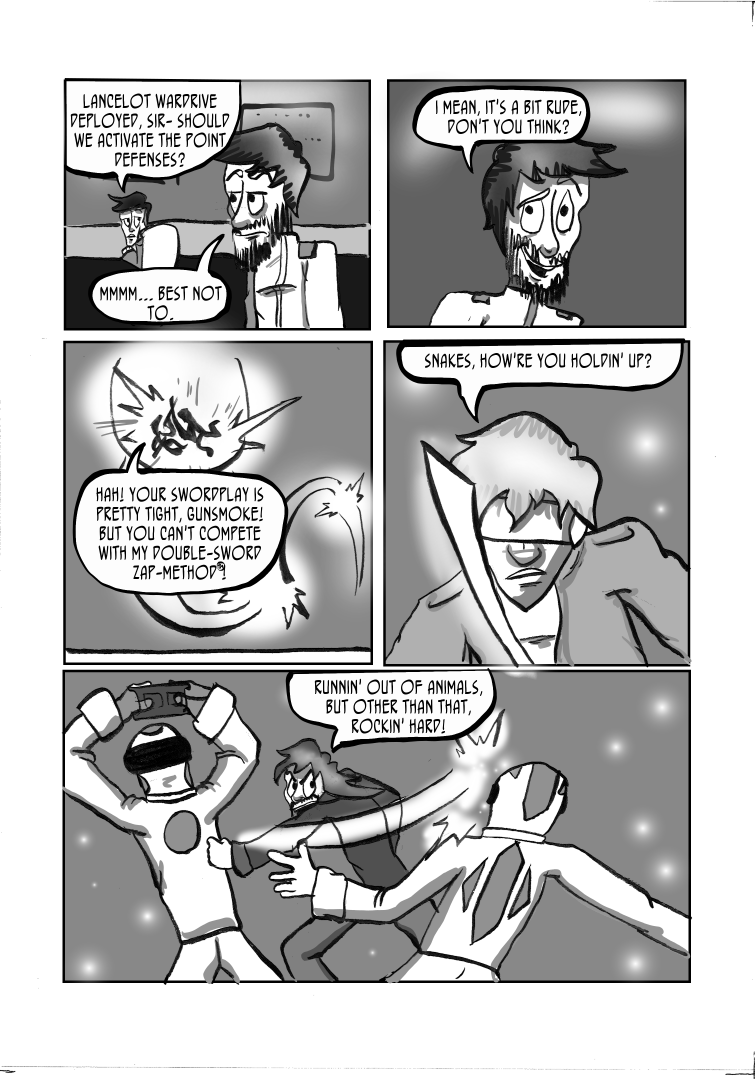 LANCELOT WARDRIVE
DEPLOYED, SIR- SHOULD
WE ACTIVATE THE POINT
DEFENSES?
MMMM... BEST NOT
TO.
I MEAN, IT'S A BIT RUDE,
DON'T YOU THINK?
HAH! YOUR SWORDPLAY IS
PRETTY TIGHT, GUNSMOKE!
BUT YOU CAN'T COMPETE
WITH MY DOUBLE-SWORD
ZAP-METHOD®!
SNAKES, HOW'RE YOU HOLDIN' UP?
RUNNIN' OUT OF ANIMALS,
BUT OTHER THAN THAT,
ROCKIN' HARD!